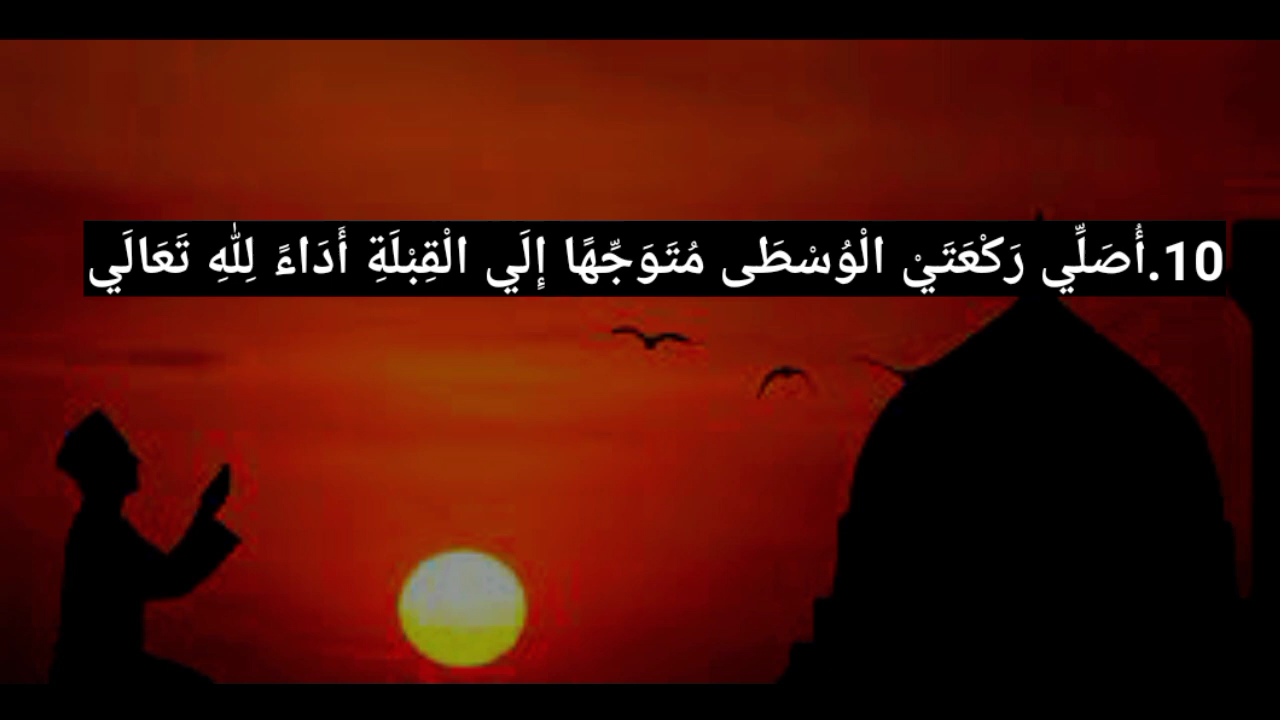 10.أُصَلِّي رَكْعَتَيْ الْوُسْطَى مُتَوَجِّهًا إِلَي الْقِبْلَةِ أَدَاءً لِلّٰهِ تَعَالَي